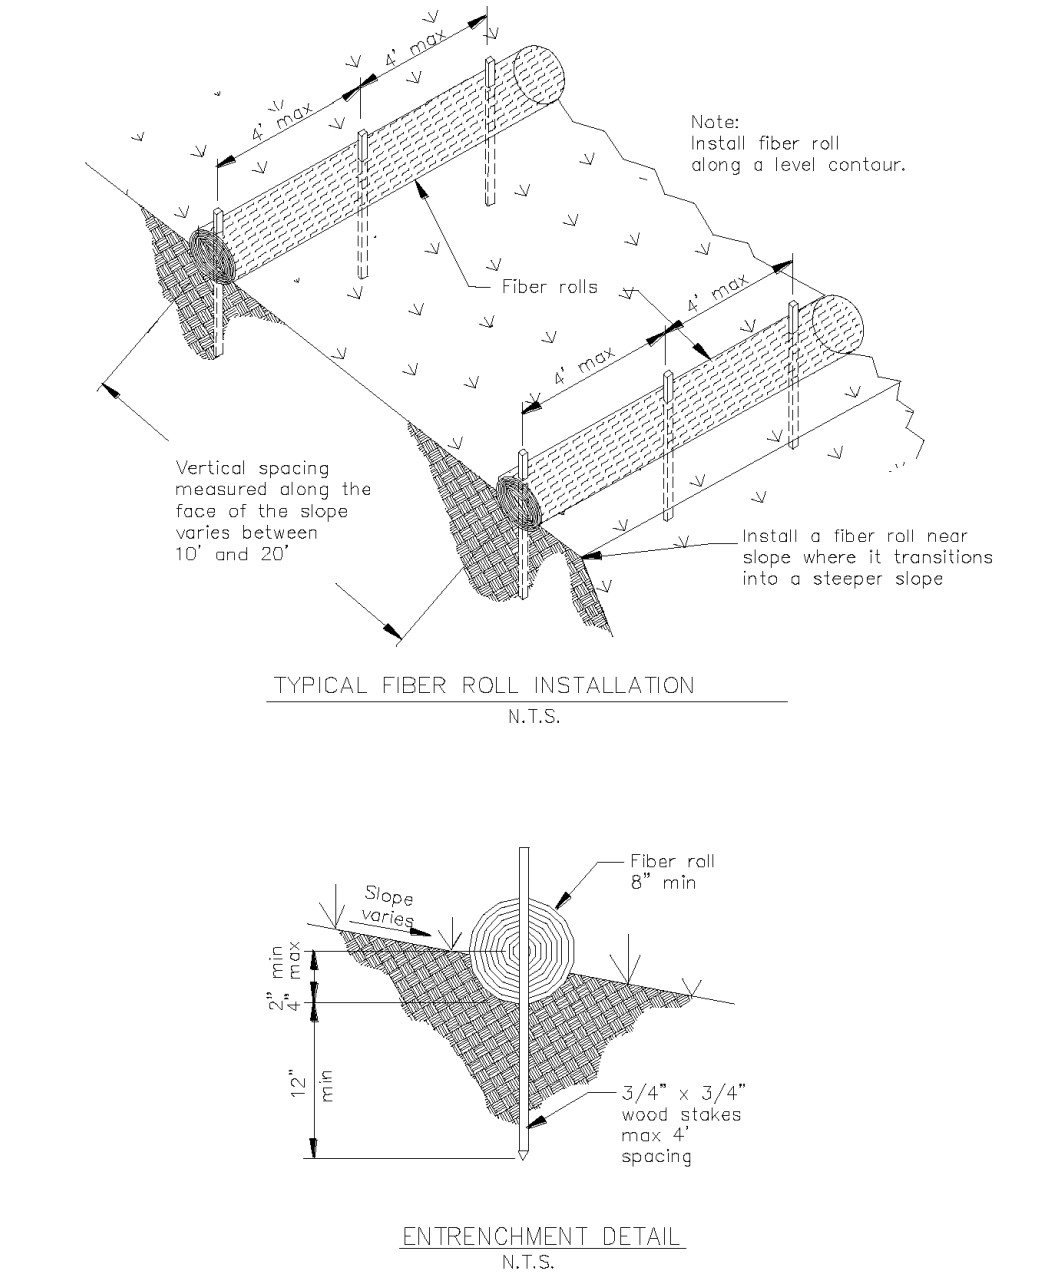 4' max
4' max
Note:
Install fiber roll
along a level contour.
Fiber rolls
4' max
4' max
Vertical spacing
measured along the
face of the slope
varies between
10' and 20'
Install a fiber roll near
slope where it transitions
into a steeper slope
TYPICAL FIBER ROLL INSTALLATION
N.T.S.
Fiber roll
8" min
Slope
varies
2" min
4" max
12"
min
3/4" x 3/4"
wood stakes
max 4'
spacing
ENTRENCHMENT DETAIL
N.T.S.